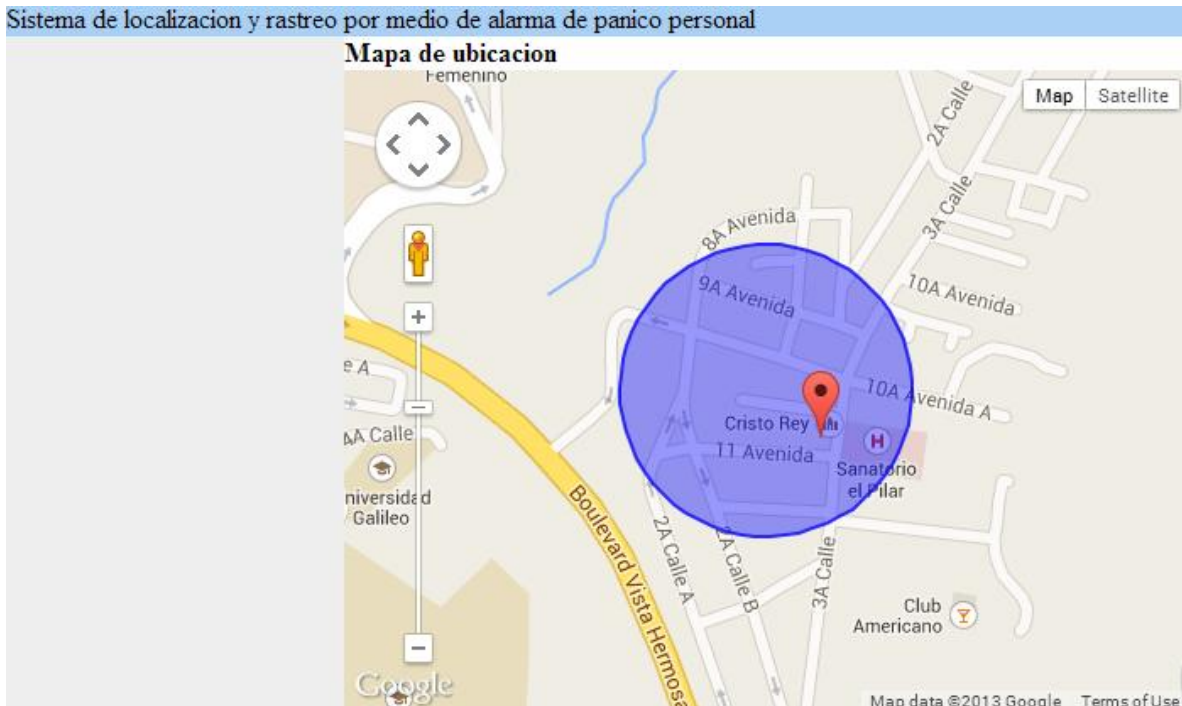 Sistema de localizacion y rastreo por medio de alarma de panico personal
Mapa de ubicacion
Femenino
Map
Satellite
2A Calle
8A Avenida
3A Calle
9A Avenida
10A Avenida
e A
10A Avenida A
Cristo Rey
4A Calle
11 Avenida
Sanatorio
el Pilar
niversidad
Galileo
Boulevard Vista Hermosa
2A Calle A
2A Calle B
3A Calle
Club
Americano
Google
Map data ©2013 Google
Terms of Use